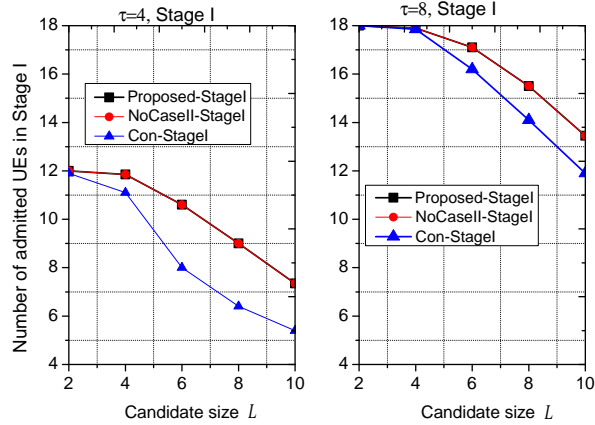 τ=4, Stage I
τ=8, Stage I
Number of admitted UEs in Stage I
18
16
14
12
10
8
6
4
Proposed-StageI
NoCaseII-StageI
Con-StageI
2 4 6 8 10
Candidate size L
18
16
14
12
10
8
6
4
Proposed-StageI
NoCaseII-StageI
Con-StageI
2 4 6 8 10
Candidate size L